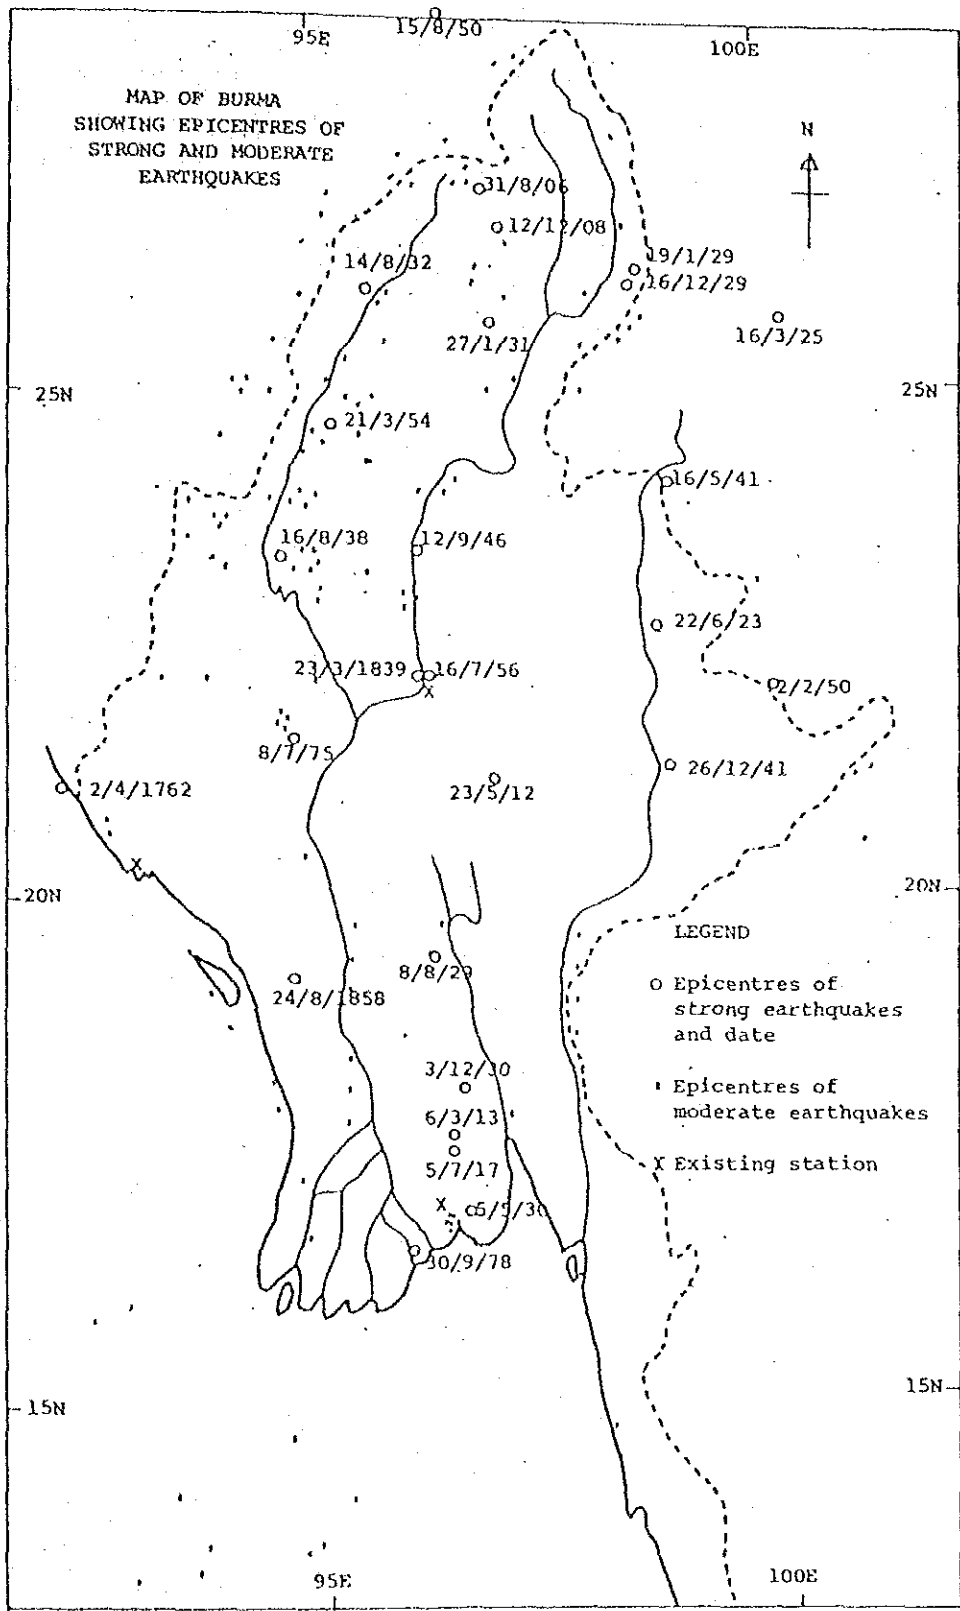 15/8/50
95E
100E
MAP OF BURMA
SHOWING EPICENTRES OF
STRONG AND MODERATE
EARTHQUAKES
N
31/8/06
12/12/08
14/8/32
19/1/29
16/12/29
27/1/31
16/3/25
25N
25N
21/3/54
16/5/41
16/8/38
12/9/46
22/6/23
23/3/1839
16/7/56
X
2/2/50
8/7/75
2/4/1762
23/5/12
26/12/41
X
20N
20N
LEGEND
8/8/29
24/8/1858
O Epicentres of
strong earthquakes
and date
3/12/30
' Epicentres of
moderate earthquakes
6/3/13
5/7/17
X Existing station
X
5/5/30
30/9/78
15N
15N
95E
100E